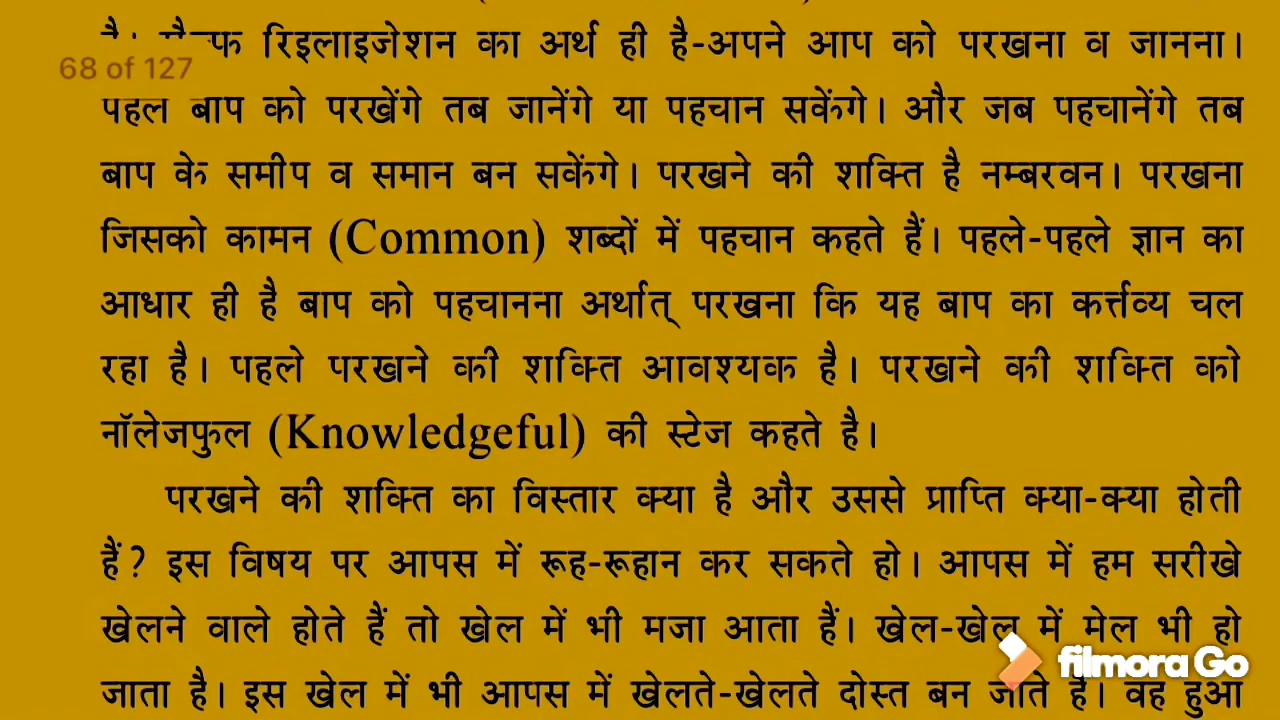 है। सैल्फ रिइलाइजेशन का अर्थ ही है-अपने आप को परखना व जानना।
68 of 127
पहले बाप को परखेंगे तब जानेंगे या पहचान सकेंगे। और जब पहचानेंगे तब
बाप के समीप व समान बन सकेंगे। परखने की शक्ति है नम्बरवन। परखना
जिसको कामन (Common) शब्दों में पहचान कहते हैं। पहले-पहले ज्ञान का
आधार ही है बाप को पहचानना अर्थात् परखना कि यह बाप का कर्त्तव्य चल
रहा है। पहले परखने की शक्ति आवश्यक है। परखने की शक्ति को
नॉलेजफुल (Knowledgeful) की स्टेज कहते है।
परखने की शक्ति का विस्तार क्या है और उससे प्राप्ति क्या-क्या होती
हैं? इस विषय पर आपस में रूह-रूहान कर सकते हो। आपस में हम सरीखे
खेलने वाले होते हैं तो खेल में भी मजा आता हैं। खेल-खेल में मेल भी हो
जाता है। इस खेल में भी आपस में खेलते-खेलते दोस्त बन जाते हैं। वह हुआ
filmora Go